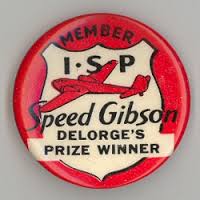 MEMBER
I·S·P
Speed Gibson
DELORGE'S
PRIZE WINNER